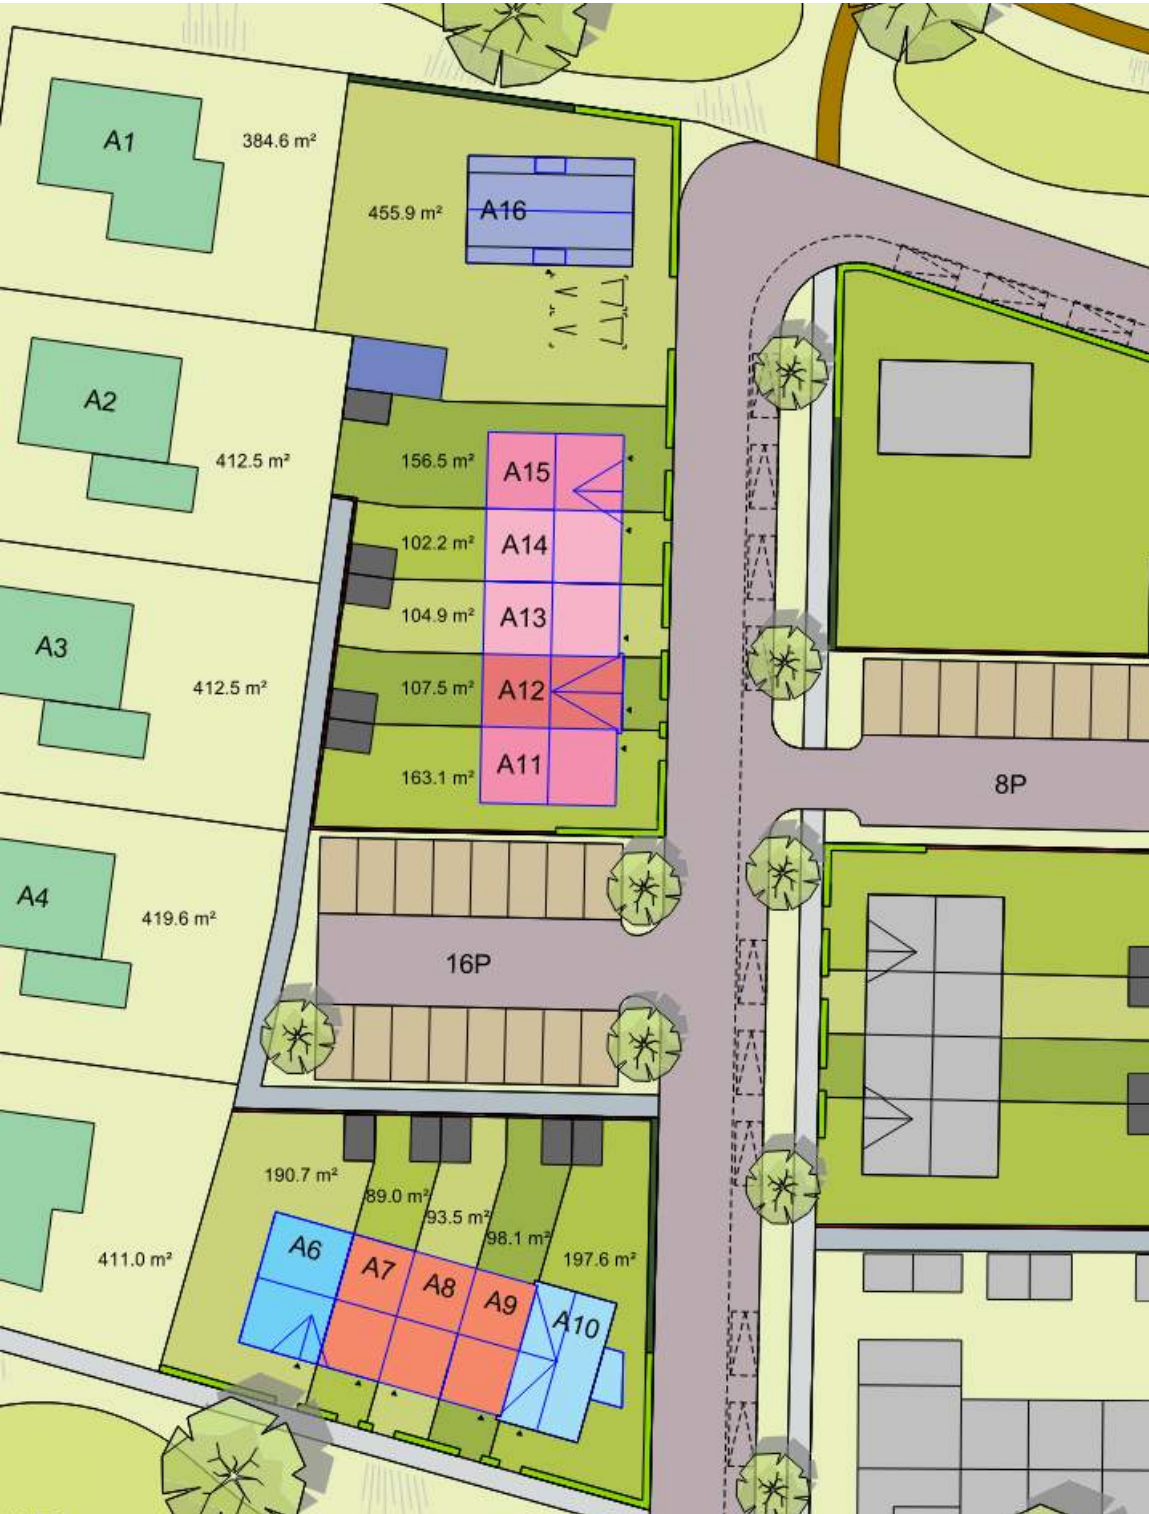 A1
384.6 m²
A16
455.9 m²
A2
412.5 m²
A15
156.5 m²
A14
102.2 m²
A13
104.9 m²
A3
412.5 m²
A12
107.5 m²
A11
163.1 m²
8P
A4
419.6 m²
16P
190.7 m²
89.0 m²
93.5 m²
98.1 m²
197.6 m²
411.0 m²
A6
A7
A8
A9
A10